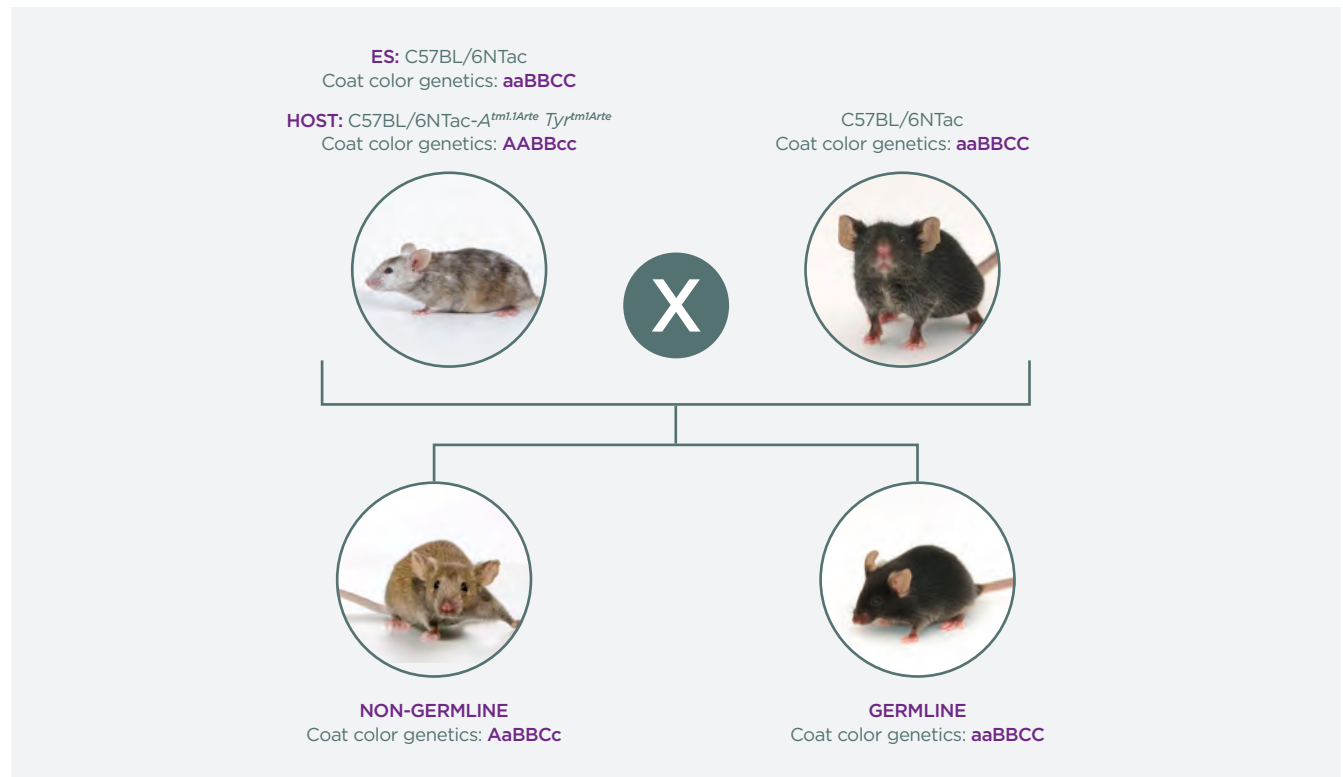 ES: C57BL/6NTac
Coat color genetics: aaBBCC
HOST: C57BL/6NTac-Atm1.1Arte Tyrtm1Arte
Coat color genetics: AABBcc
C57BL/6NTac
Coat color genetics: aaBBCC
X
NON-GERMLINE
Coat color genetics: AaBBCc
GERMLINE
Coat color genetics: aaBBCC